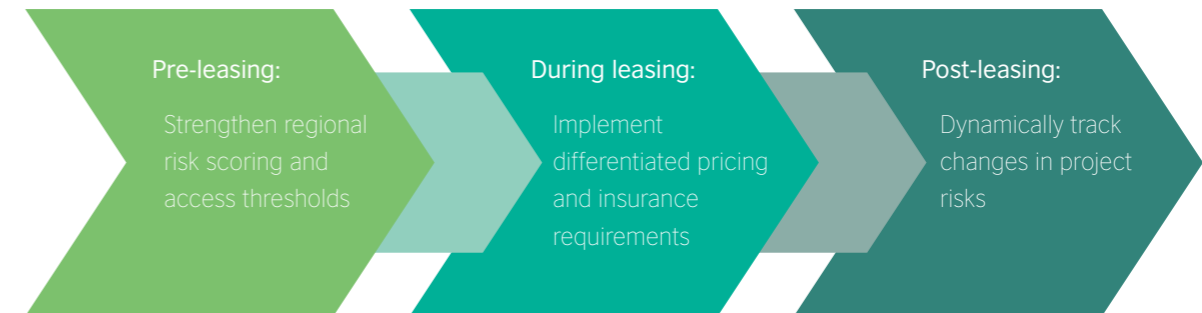 Pre-leasing:
Strengthen regional
risk scoring and
access thresholds
During leasing:
Implement
differentiated pricing
and insurance
requirements
Post-leasing:
Dynamically track
changes in project
risks